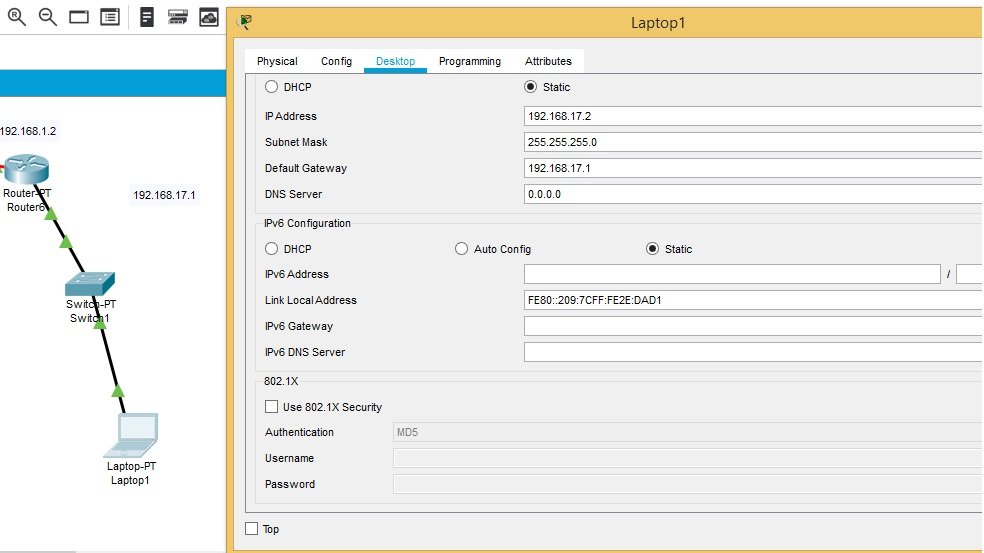 Laptop1
Physical
Config
Desktop
Programming
Attributes
DHCP
Static
IP Address
192.168.17.2
Subnet Mask
255.255.255.0
Default Gateway
192.168.17.1
DNS Server
0.0.0.0
IPv6 Configuration
DHCP
Auto Config
Static
IPv6 Address
/
Link Local Address
FE80::209:7CFF:FE2E:DAD1
IPv6 Gateway
IPv6 DNS Server
802.1X
Use 802.1X Security
Authentication
MD5
Username
Password
Top
192.168.1.2
Router-PT
Router6
192.168.17.1
Switch-PT
Switch1
Laptop-PT
Laptop1